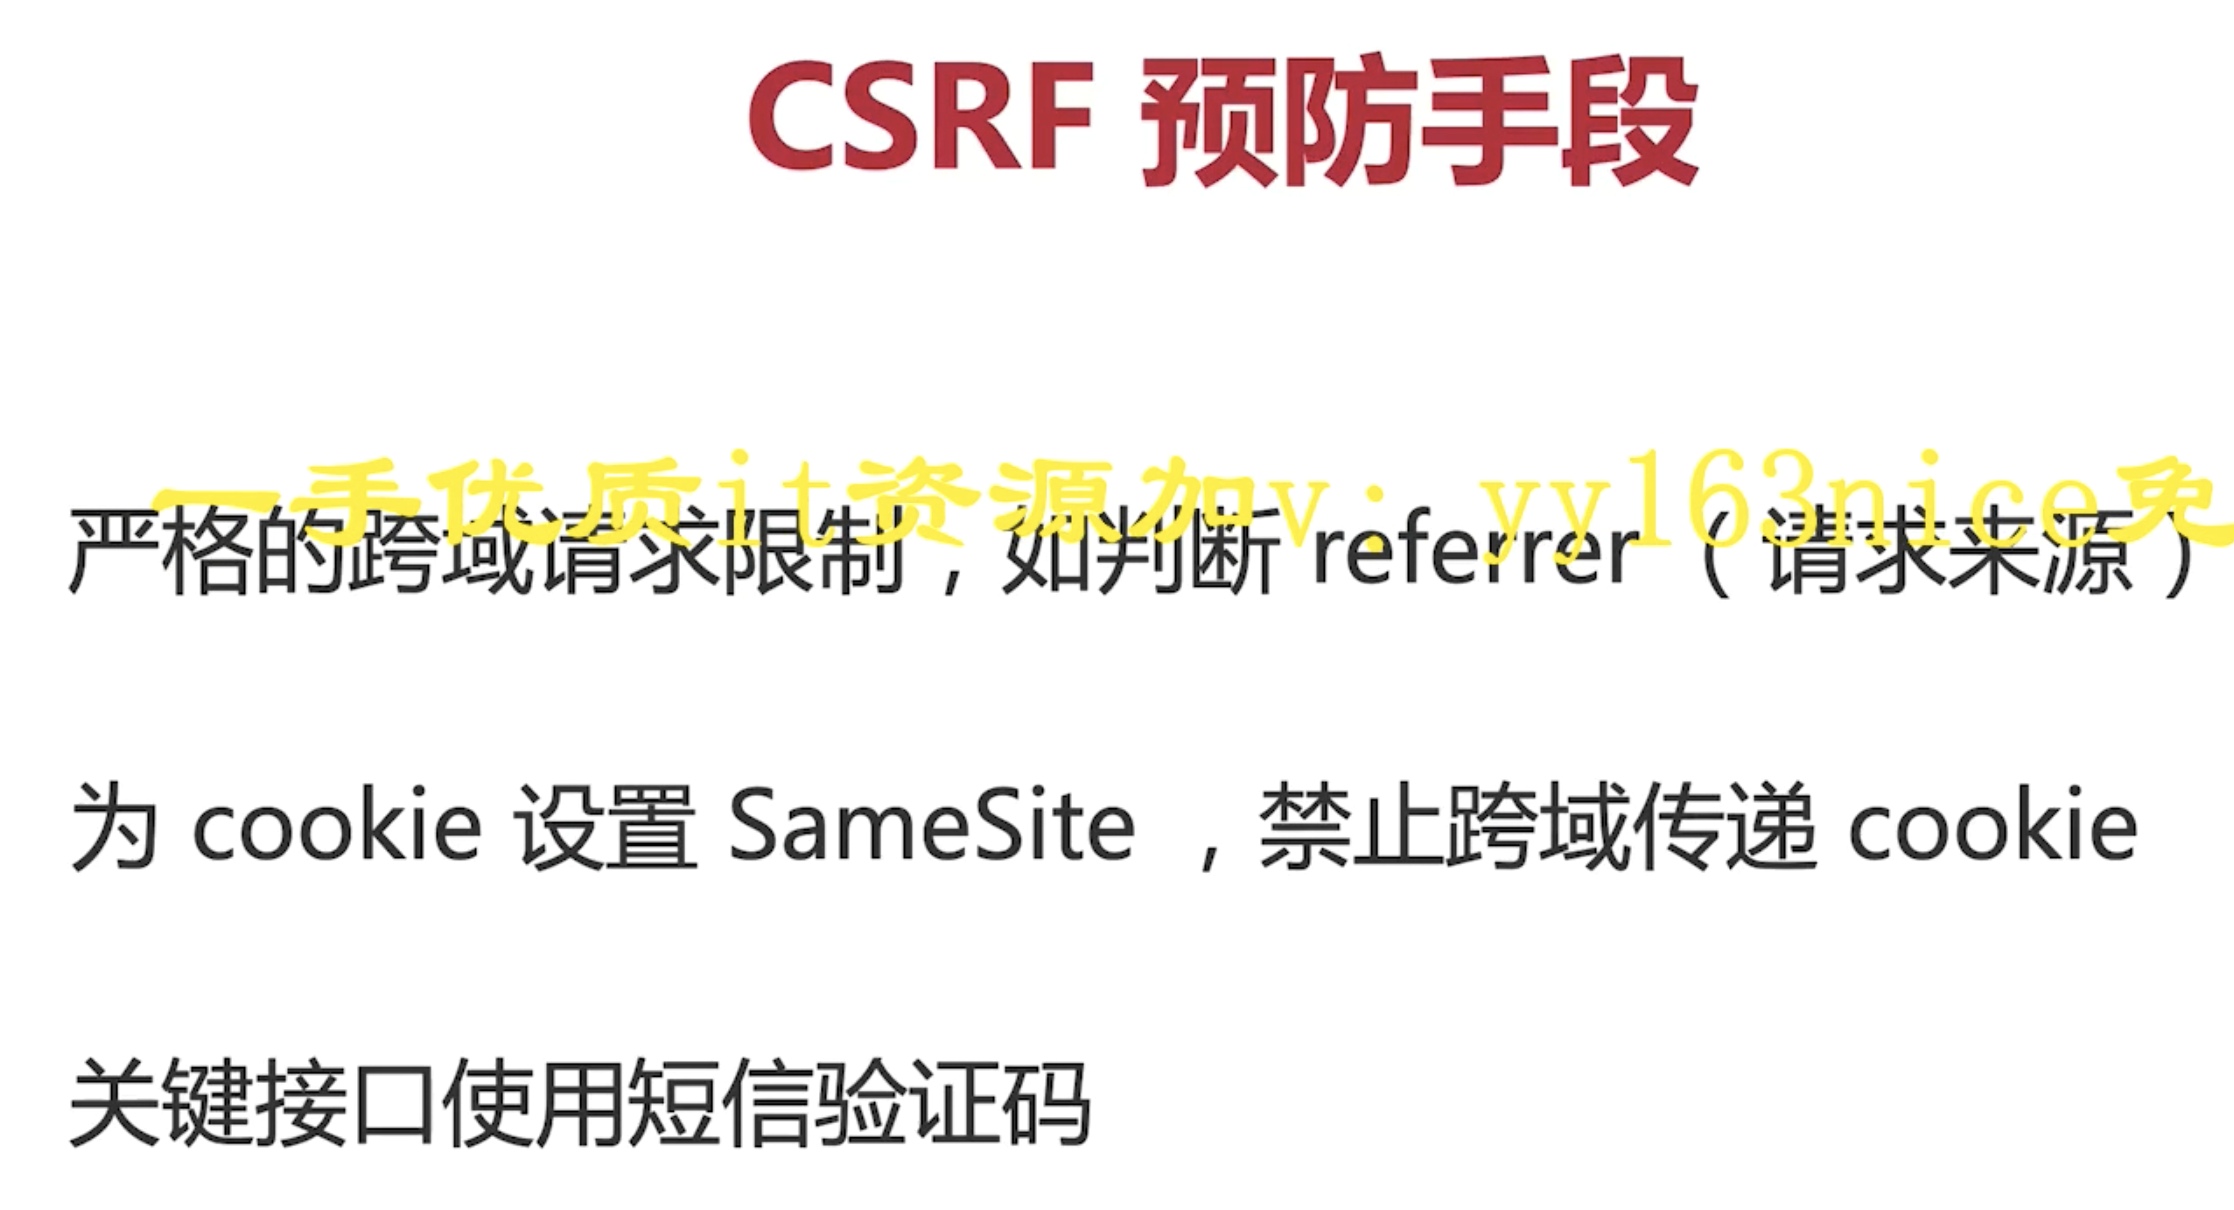 CSRF 预防手段
一手优质it资源加v：yy163nice免
严格的跨域请求限制，如判断 referrer （请求来源）
为 cookie 设置 SameSite ，禁止跨域传递 cookie
关键接口使用短信验证码